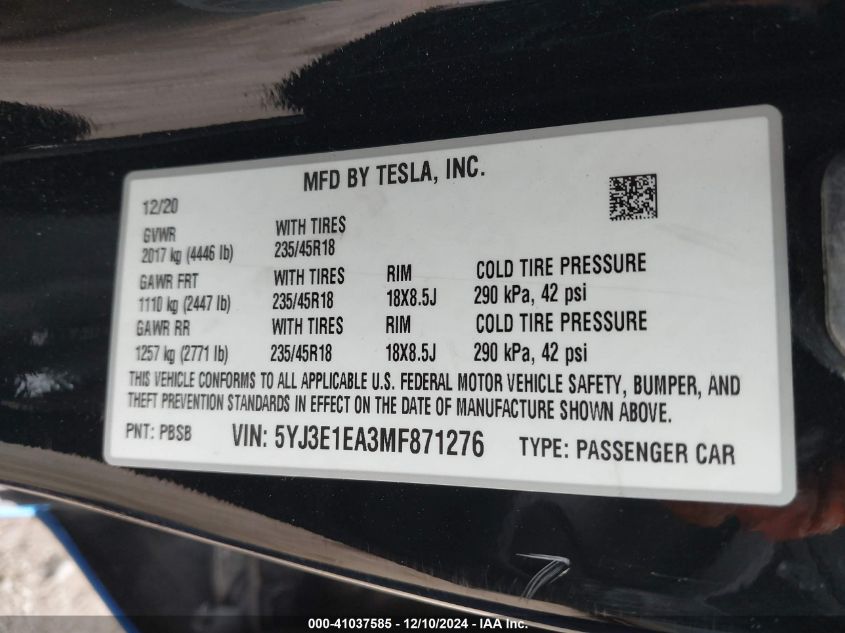 MFD BY TESLA, INC.
12/20
GVWR WITH TIRES
2017 kg (4446 lb) 235/45R18
GAWR FRT WITH TIRES RIM COLD TIRE PRESSURE
1110 kg (2447 lb) 235/45R18 18X8.5J 290 kPa, 42 psi
GAWR RR WITH TIRES RIM COLD TIRE PRESSURE
1257 kg (2771 lb) 235/45R18 18X8.5J 290 kPa, 42 psi
THIS VEHICLE CONFORMS TO ALL APPLICABLE U.S. FEDERAL MOTOR VEHICLE SAFETY, BUMPER, AND
THEFT PREVENTION STANDARDS IN EFFECT ON THE DATE OF MANUFACTURE SHOWN ABOVE.
PNT: PBSB VIN: 5YJ3E1EA3MF871276 TYPE: PASSENGER CAR
000-41037585 - 12/10/2024 - IAA Inc.